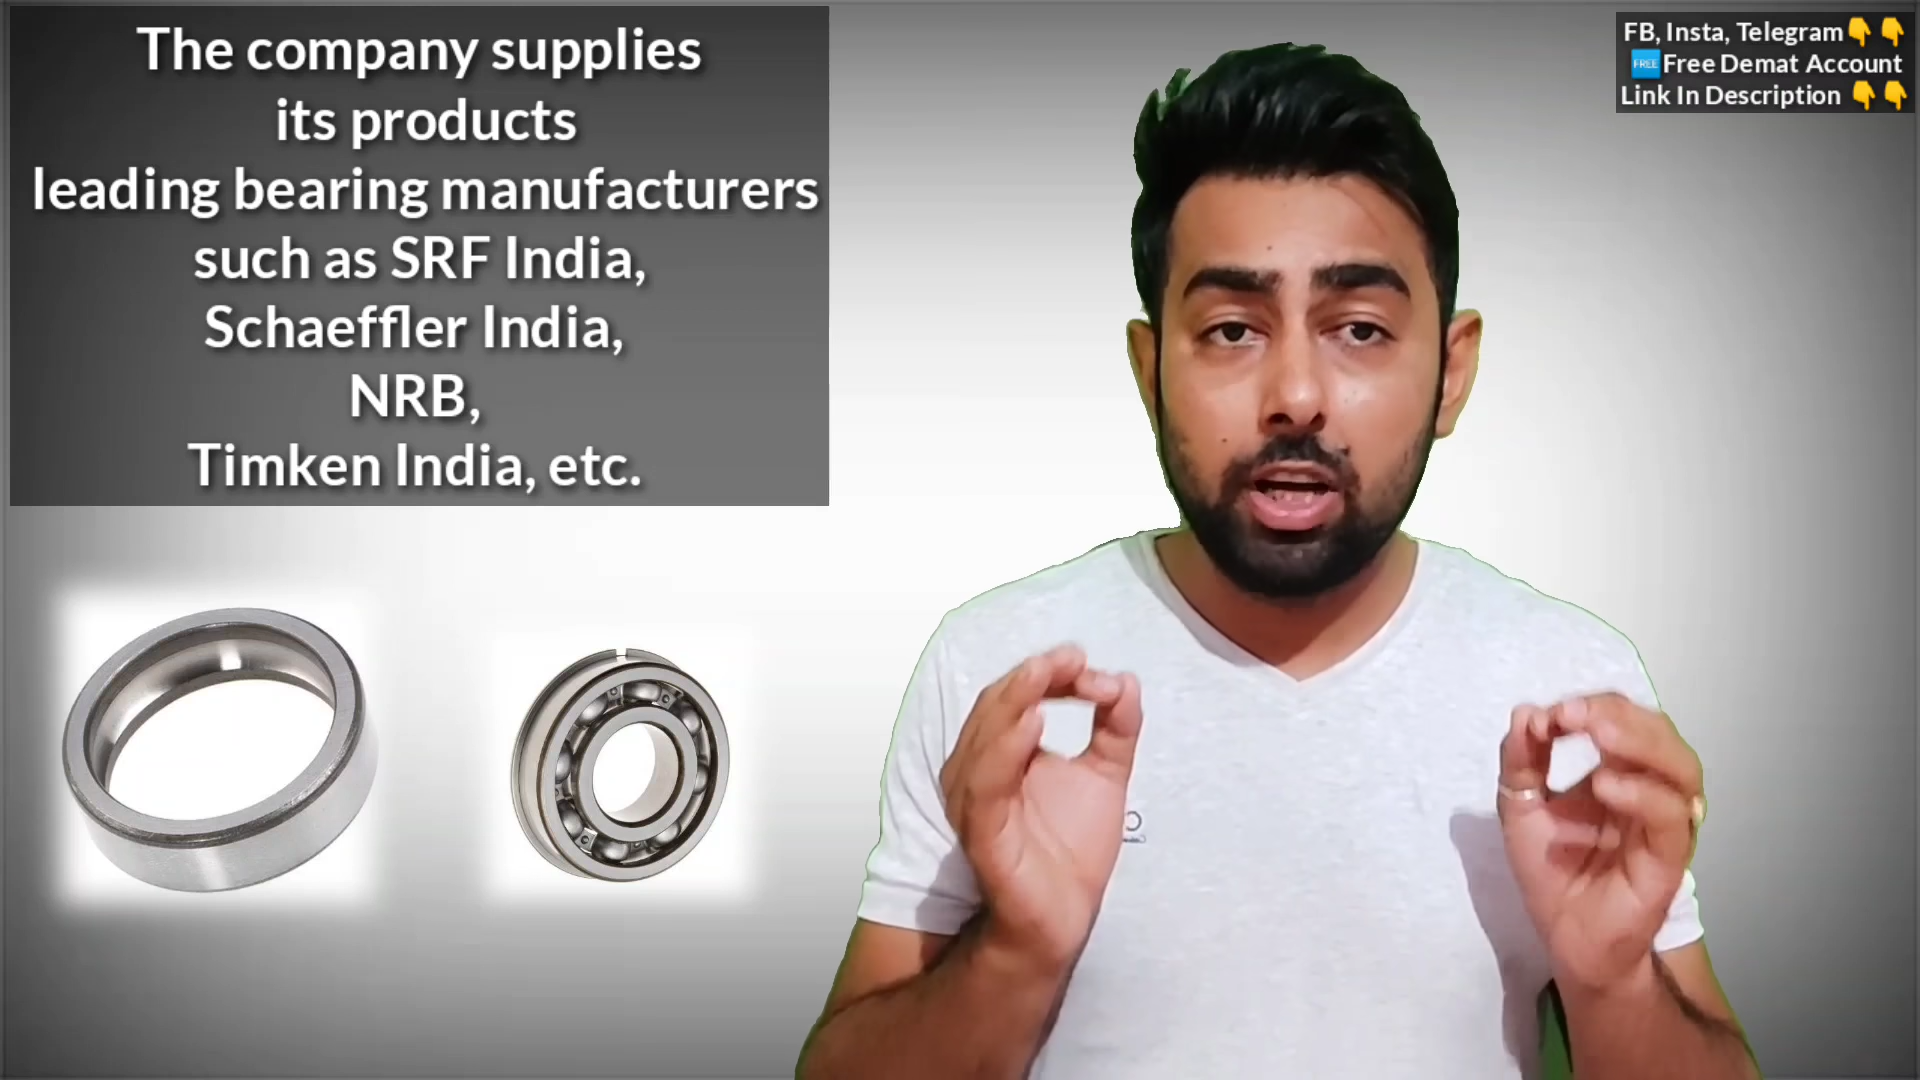 The company supplies
its products
leading bearing manufacturers
such as SRF India,
Schaeffler India,
NRB,
Timken India, etc.
FB, Insta, Telegram👇👇
🆓Free Demat Account
Link In Description 👇👇